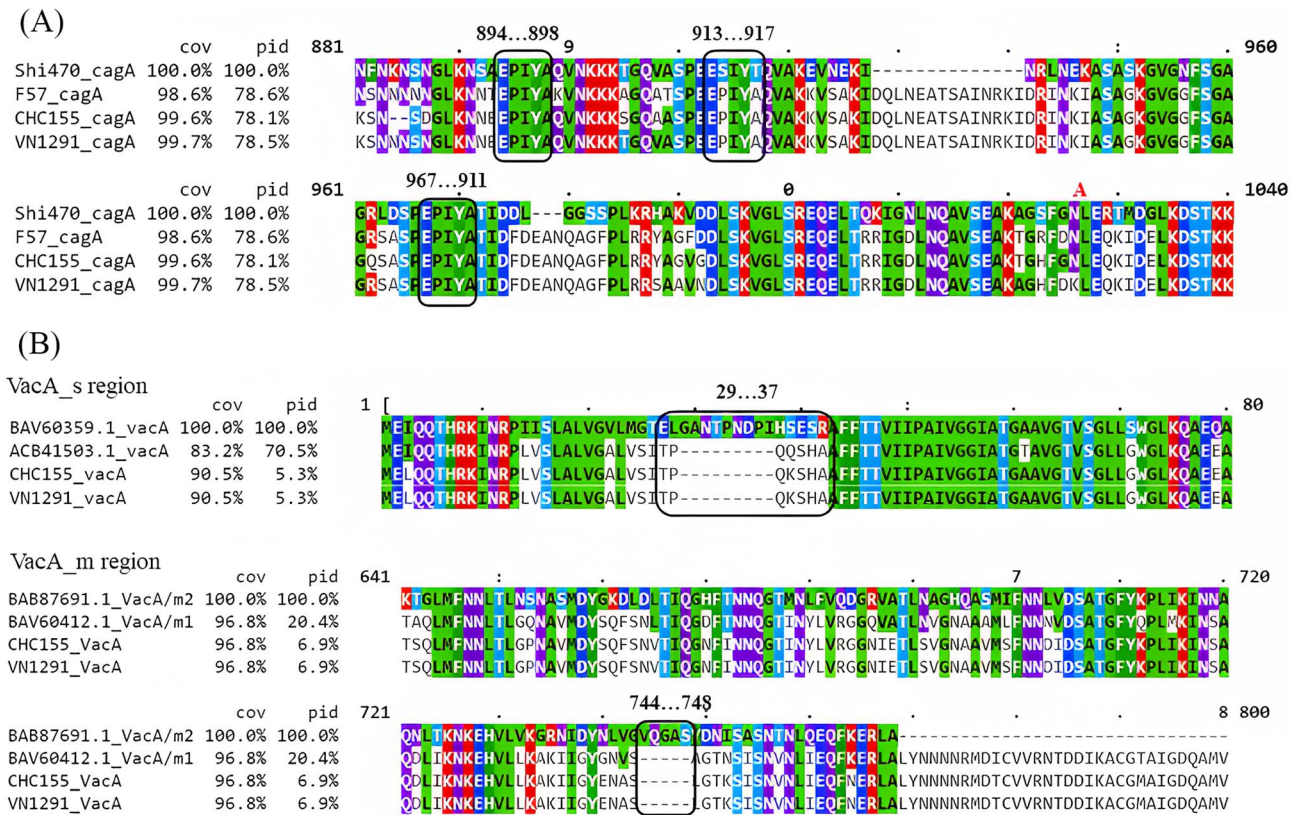 (A)
894...898 913...917
cov pid 881 9 . : . 960
Shi470_cagA 100.0% 100.0% NFNKNSNGLKNSAEPIYAQVNKKKTGQVASPEESIYTQVAKEVNEKI--------------NRLNEKASASKGVGNFSGA
F57_cagA 98.6% 78.6% NSNNNNNGLKNNTEPIYAKVNKKKAGQATSPEEPIYAQVAKKVSAKIDQLNEATSAINRKIDRINKIASAGKGVGGFSGA
CHC155_cagA 99.6% 78.1% KSN--SDGLKNNEEPIYAQVNKKKSGQAASPEEPIYAQVAKKVSAKIDQLNEATSAINRKIDRINKIASAGKGVGGFSGA
VN1291_cagA 99.7% 78.5% KSNNNSNGLKNNEEPIYAQVNKKKTGQAASPEEPIYAQVAKKVSAKIDQLNEATSAINRKIDRINKIASAGKGVGGFSGA
967...911
cov pid 961 . : . 0 . A . 1040
Shi470_cagA 100.0% 100.0% GRLDSPEPIYATIDDL---GGSSPLKRHAKVDDLSKVGLSREQELTQKIGNLNQAVSEAKAGSFGNLERTMDGLKDSTKK
F57_cagA 98.6% 78.6% GRSASPEPIYATIDFDEANQAGFPLRRYAGFDDLSKVGLSREQELTRRIGDLNQAVSEAKTGRFDNLEQKIDELKDSTKK
CHC155_cagA 99.6% 78.1% GQSASPEPIYATIDFDEANQAGFPLRRYAGVGDLSKVGLSREQELTRRIGDLNQAVSEAKTGHFGNLEQKIDELKDSTKK
VN1291_cagA 99.7% 78.5% GRSASPEPIYATIDFDEANQAGFPLRRSAAVNDLSKVGLSREQELTRRIGDLNQAVSEAKAGHFDKLEQKIDELKDSTKK
(B)
VacA_s region
29...37
cov pid 1 [ . : . . . : . 80
BAV60359.1_vacA 100.0% 100.0% MEIQQTHRKINRPIISLALVGVLMGTELGANTPNDPIHSESRAFFTTVIIPAIVGGIATGAAVGTVSGLLSWGLKQAEQA
ACB41503.1_vacA 83.2% 70.5% MEIQQTHRKINRPLVSLALVGALVSITP---------QQSHAAFFTTVIIPAIVGGIATGTAVGTVSGLLGWGLKQAEEA
CHC155_vacA 90.5% 5.3% MELQQTHRKINRPLVSLALVGALVSITP---------QKSHAAFFTTVIIPAIVGGIATGAAVGTVSGLLGWGLKQAEEA
VN1291_vacA 90.5% 5.3% MELQQTHRKINRPLVSLALVGALVSITP---------QKSHAAFFTTVIIPAIVGGIATGAAVGTVSGLLGWGLKQAEEA
VacA_m region
cov pid 641 : . . . . 7 . 720
BAB87691.1_VacA/m2 100.0% 100.0% KTGLMFNNLTLNSNASMDYGKDLDLTIQGHFTNNQGTMNLFVQDGRVATLNAGHQASMIFNNLVDSATGFYKPLIKINNA
BAV60412.1_VacA/m1 96.8% 20.4% TAQLMFNNLTLGQNAVMDYSQFSNLTIQGDFTNNQGTINYLVRGGQVATLNVGNAAAMLFNNNVDSATGFYQPLMKINSA
CHC155_VacA 96.8% 6.9% TSQLMFNNLTLGPNAVMDYSQFSNVTIQGNFINNQGTINYLVRGGNIETLSVGNAAVMSFNNDIDSATGFYKPLIKINSA
VN1291_VacA 96.8% 6.9% TSQLMFNNLTLGPNAVMDYSQFSNVTIQGNFINNQGTINYLVRGGNIETLSVGNAAVMSFNNDIDSATGFYKPLIKINSA
744...748
cov pid 721 . : . . . . 8 800
BAB87691.1_VacA/m2 100.0% 100.0% QNLTKNKEHVLVKGRNIDYNLVGVQGASYDNISASNTNLQEQFKERLA--------------------------------
BAV60412.1_VacA/m1 96.8% 20.4% QDLIKNKEHVLLKAKIIGYGNVS-----AGTNSISNVNLIEQFKERLALYNNNNRMDICVVRNTDDIKACGTAIGDQAMV
CHC155_VacA 96.8% 6.9% QDLIKNKEHVLLKAKIIGYENAS-----LGTKSISNVNLIEQFNERLALYNNNNRMDTCVVRNTDDIKACGMAIGDQAMV
VN1291_VacA 96.8% 6.9% QDLIKNKEHVLLKAKIIGYENAS-----LGTKSISNVNLIEQFNERLALYNNNNRMDTCVVRNTDDIKACGMAIGDQAMV